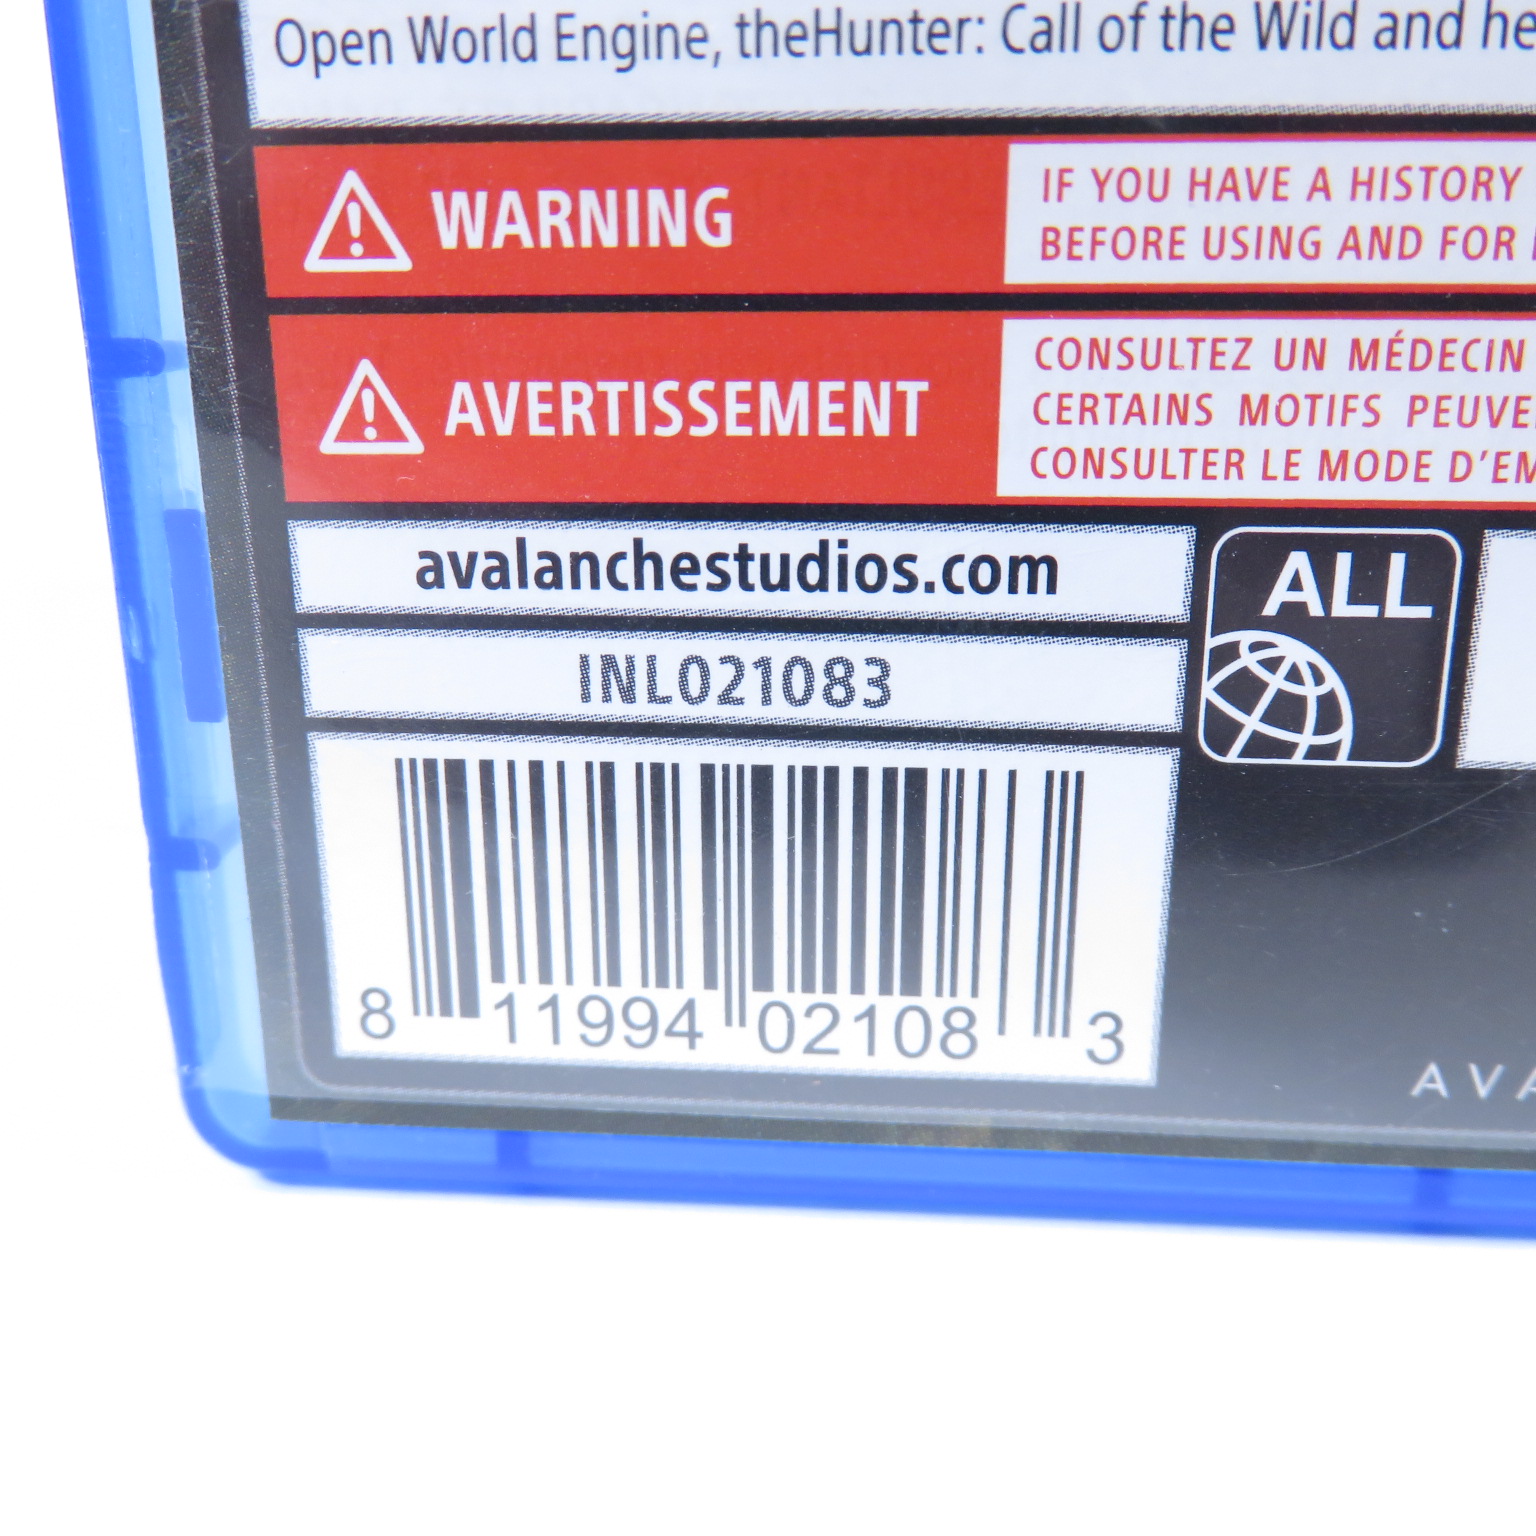 Open World Engine, theHunter: Call of the Wild and
WARNING
IF YOU HAVE A HISTORY
BEFORE USING AND FOR
AVERTISSEMENT
CONSULTEZ UN MÉDECIN
CERTAINS MOTIFS
CONSULTER LE MODE
avalanchestudios.com
ALL
INL021083
8 11994 02108 3